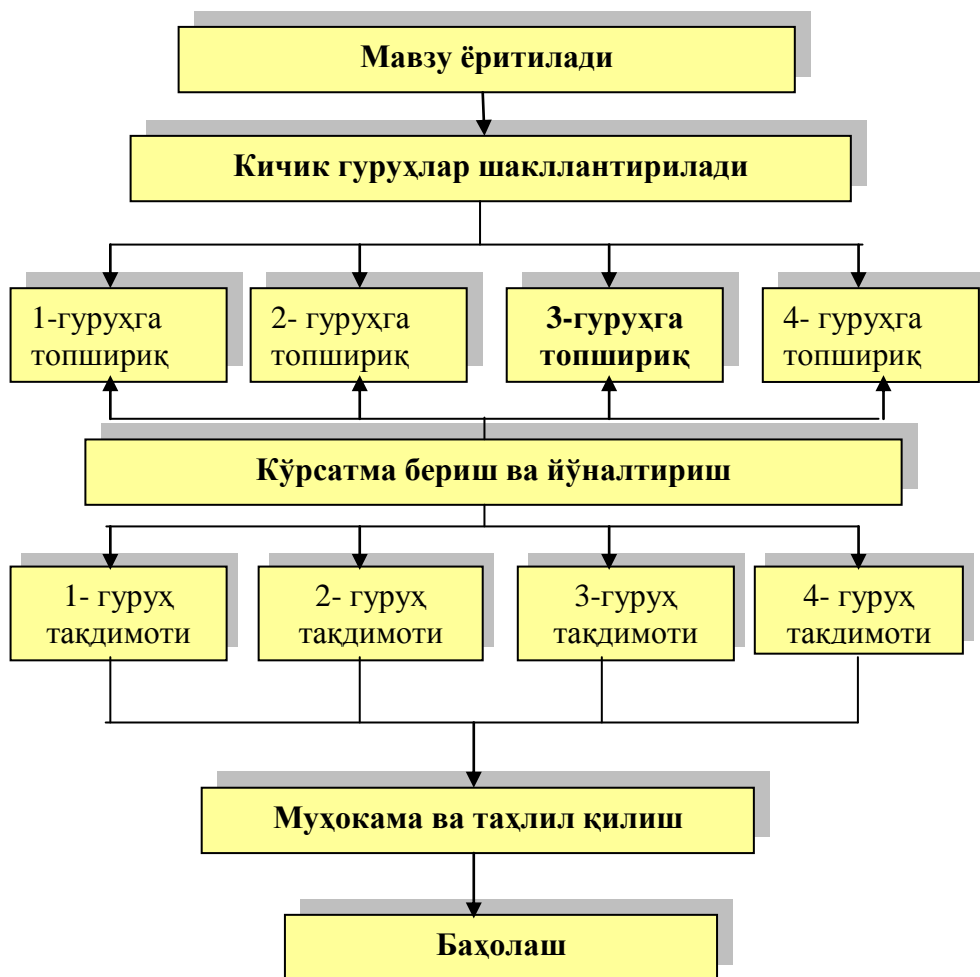 Мавзу ёритилади
Кичик гуруҳлар шакллантирилади
1-гуруҳга
топшириқ
2- гуруҳга
топшириқ
3-гуруҳга
топшириқ
4- гуруҳга
топшириқ
Кўрсатма бериш ва йўналтириш
1- гуруҳ
тақдимоти
2- гуруҳ
тақдимоти
3-гуруҳ
тақдимоти
4- гуруҳ
тақдимоти
Муҳокама ва таҳлил қилиш
Баҳолаш